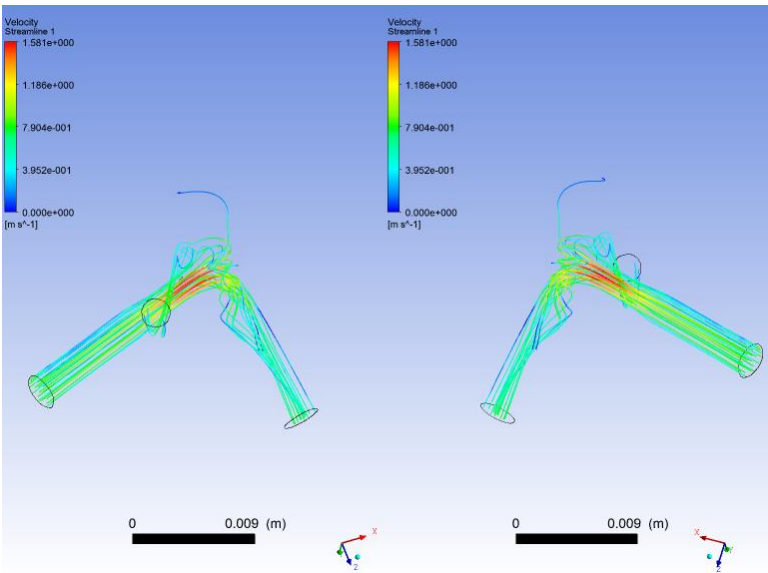 Velocity
Streamline 1
1.581e+000
1.186e+000
7.904e-001
3.952e-001
0.000e+000
[m s^-1]
Velocity
Streamline 1
1.581e+000
1.186e+000
7.904e-001
3.952e-001
0.000e+000
[m s^-1]
0 0.009 (m)
X
Z
0 0.009 (m)
X
Y
Z